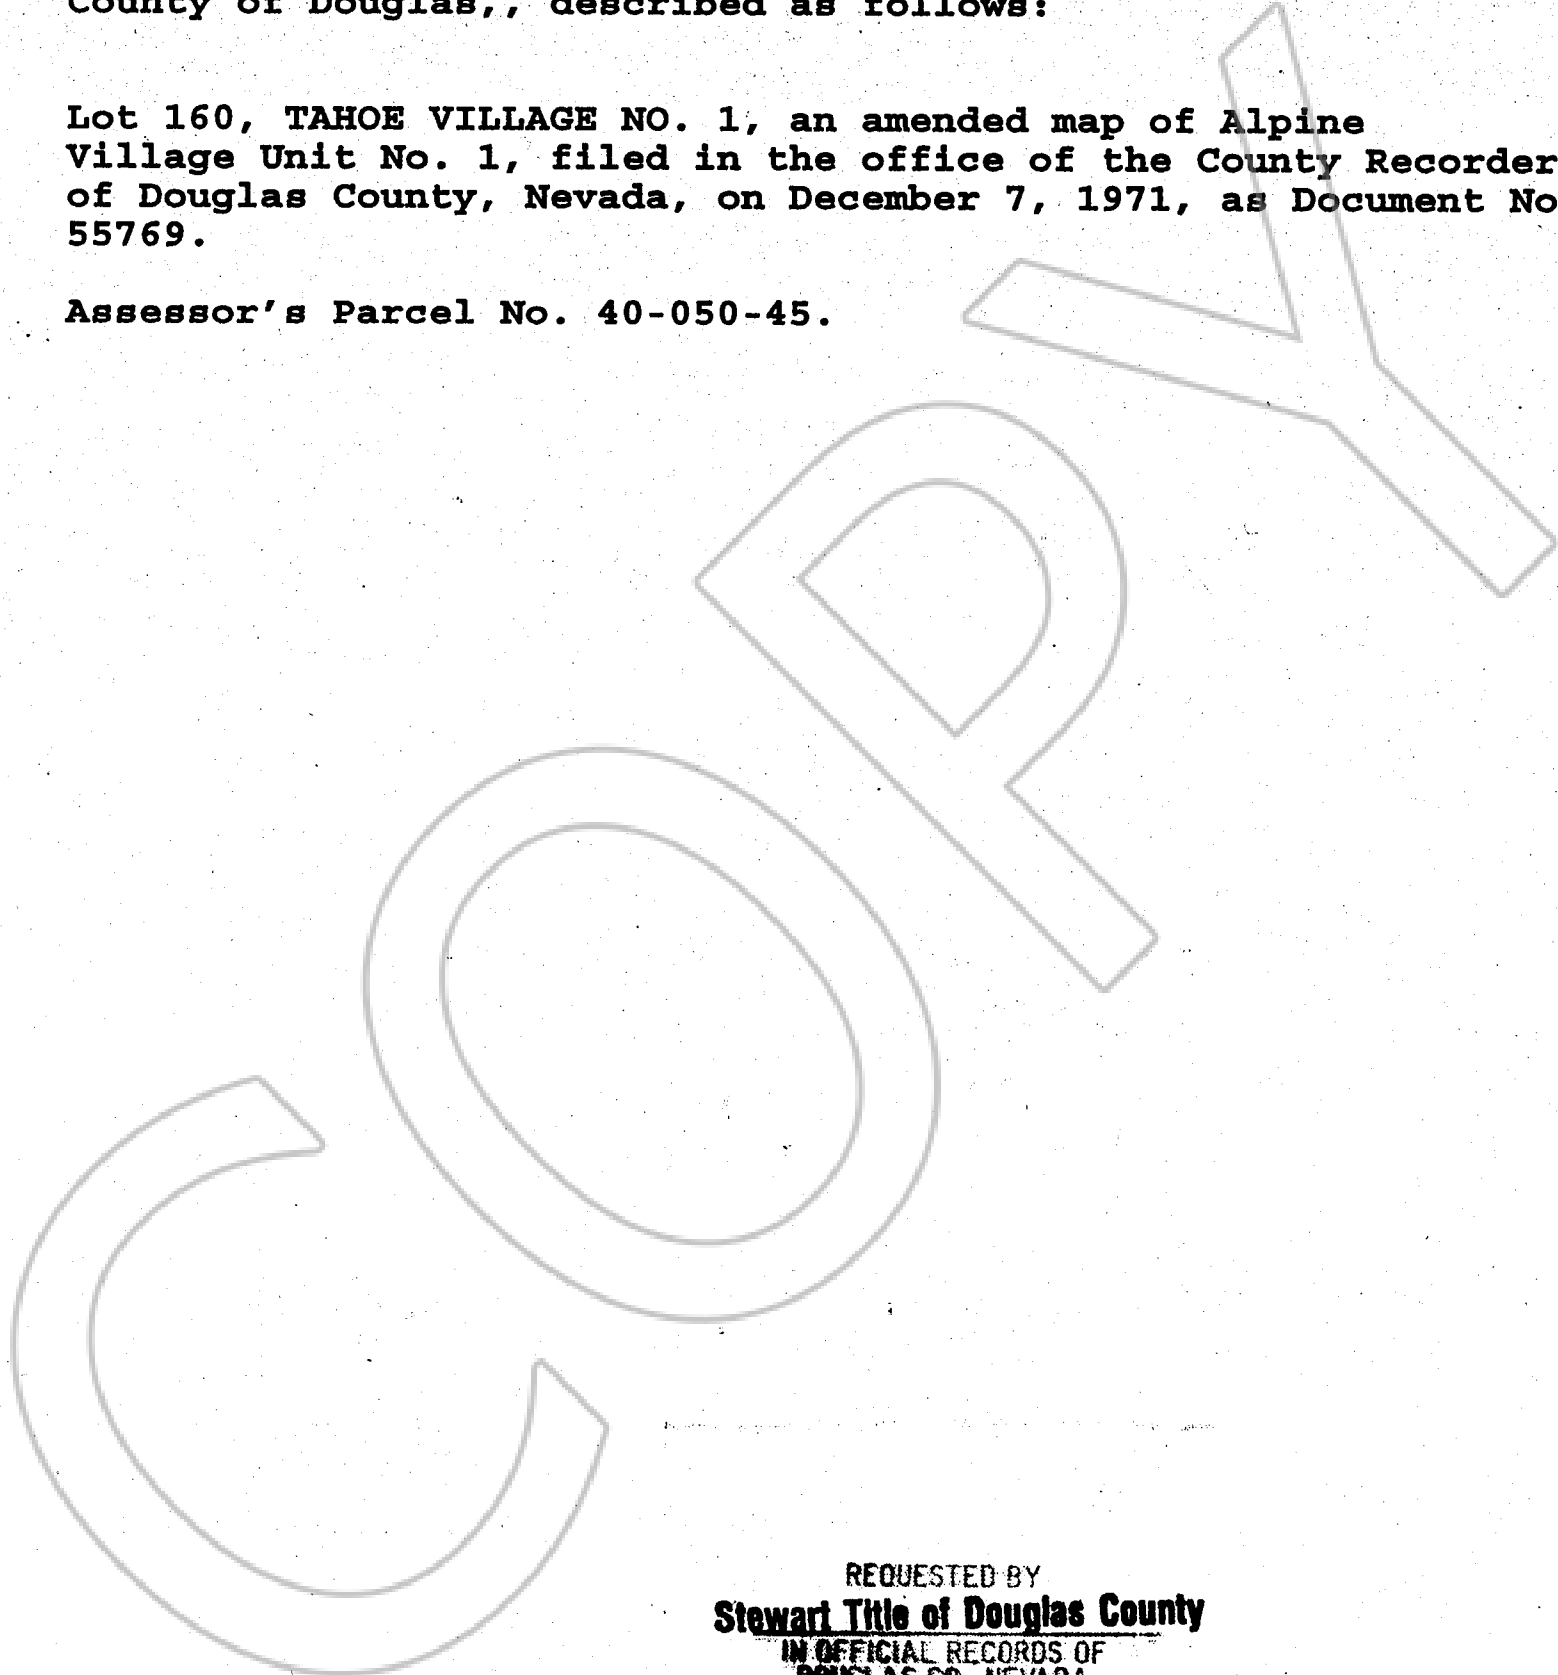 County of Douglas,, described as follows:
Lot 160, TAHOE VILLAGE NO. 1, an amended map of Alpine
Village Unit No. 1, filed in the office of the County Recorder
of Douglas County, Nevada, on December 7, 1971, as Document No
55769.
Assessor's Parcel No. 40-050-45.
COPY
REQUESTED BY
Stewart Title of Douglas County
IN OFFICIAL RECORDS OF
DOUGLAS CO., NEVADA